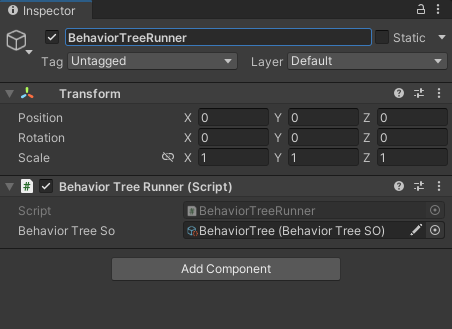 Inspector
BehaviorTreeRunner Static
Tag Untagged Layer Default
Transform
Position X 0 Y 0 Z 0
Rotation X 0 Y 0 Z 0
Scale X 1 Y 1 Z 1
# Behavior Tree Runner (Script)
Script BehaviorTreeRunner
Behavior Tree So BehaviorTree (Behavior Tree SO)
Add Component